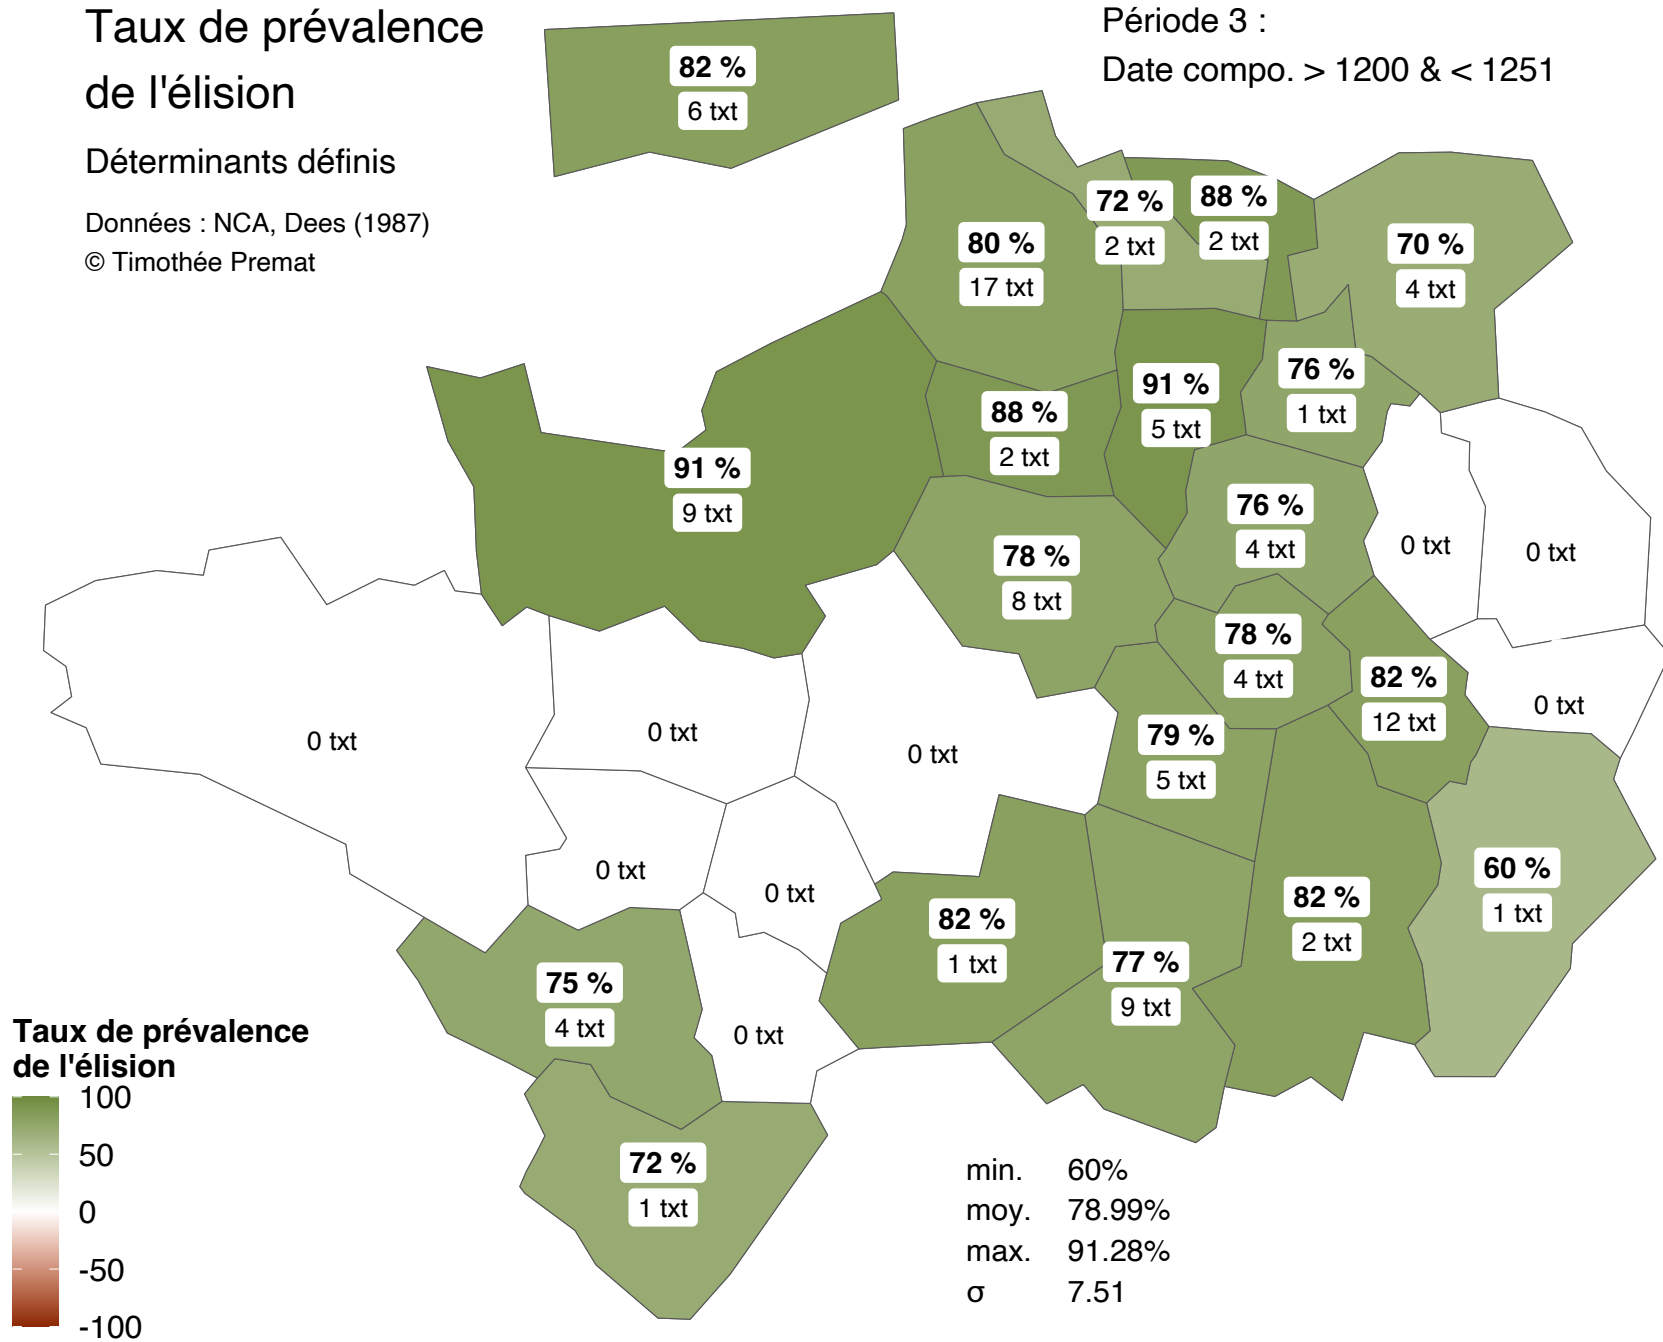 Taux de prévalence
de l'élision
Déterminants définis
Données : NCA, Dees (1987)
© Timothée Premat
Période 3 :
Date compo. > 1200 & < 1251
82 %
6 txt
80 %
17 txt
72 %
2 txt
88 %
2 txt
70 %
4 txt
91 %
9 txt
88 %
2 txt
91 %
5 txt
76 %
1 txt
76 %
4 txt
0 txt
0 txt
78 %
8 txt
78 %
4 txt
82 %
12 txt
0 txt
0 txt
0 txt
0 txt
79 %
5 txt
0 txt
0 txt
82 %
1 txt
77 %
9 txt
82 %
2 txt
60 %
1 txt
75 %
4 txt
0 txt
72 %
1 txt
Taux de prévalence
de l'élision
100
50
0
-50
-100
min. 60%
moy. 78.99%
max. 91.28%
σ 7.51